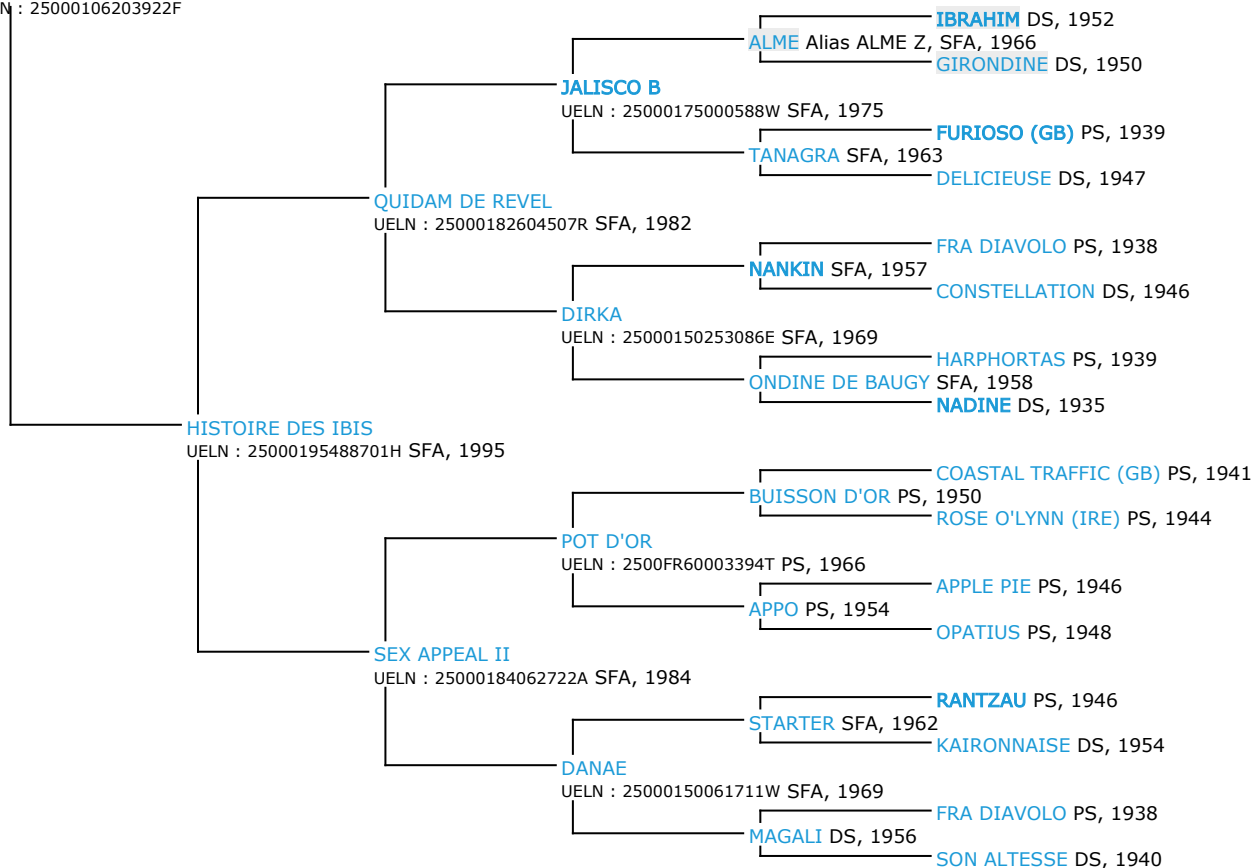 N : 25000106203922F
IBRAHIM DS, 1952
ALME Alias ALME Z, SFA, 1966
GIRONDINE DS, 1950
JALISCO B
UELN : 25000175000588W SFA, 1975
FURIOSO (GB) PS, 1939
TANAGRA SFA, 1963
DELICIEUSE DS, 1947
QUIDAM DE REVEL
UELN : 25000182604507R SFA, 1982
FRA DIAVOLO PS, 1938
NANKIN SFA, 1957
CONSTELLATION DS, 1946
DIRKA
UELN : 25000150253086E SFA, 1969
HARPHORTAS PS, 1939
ONDINE DE BAUGY SFA, 1958
NADINE DS, 1935
HISTOIRE DES IBIS
UELN : 25000195488701H SFA, 1995
COASTAL TRAFFIC (GB) PS, 1941
BUISSON D'OR PS, 1950
ROSE O'LYNN (IRE) PS, 1944
POT D'OR
UELN : 2500FR60003394T PS, 1966
APPLE PIE PS, 1946
APPO PS, 1954
OPATIUS PS, 1948
SEX APPEAL II
UELN : 25000184062722A SFA, 1984
RANTZAU PS, 1946
STARTER SFA, 1962
KAIRONNAISE DS, 1954
DANAE
UELN : 25000150061711W SFA, 1969
FRA DIAVOLO PS, 1938
MAGALI DS, 1956
SON ALTESSE DS, 1940